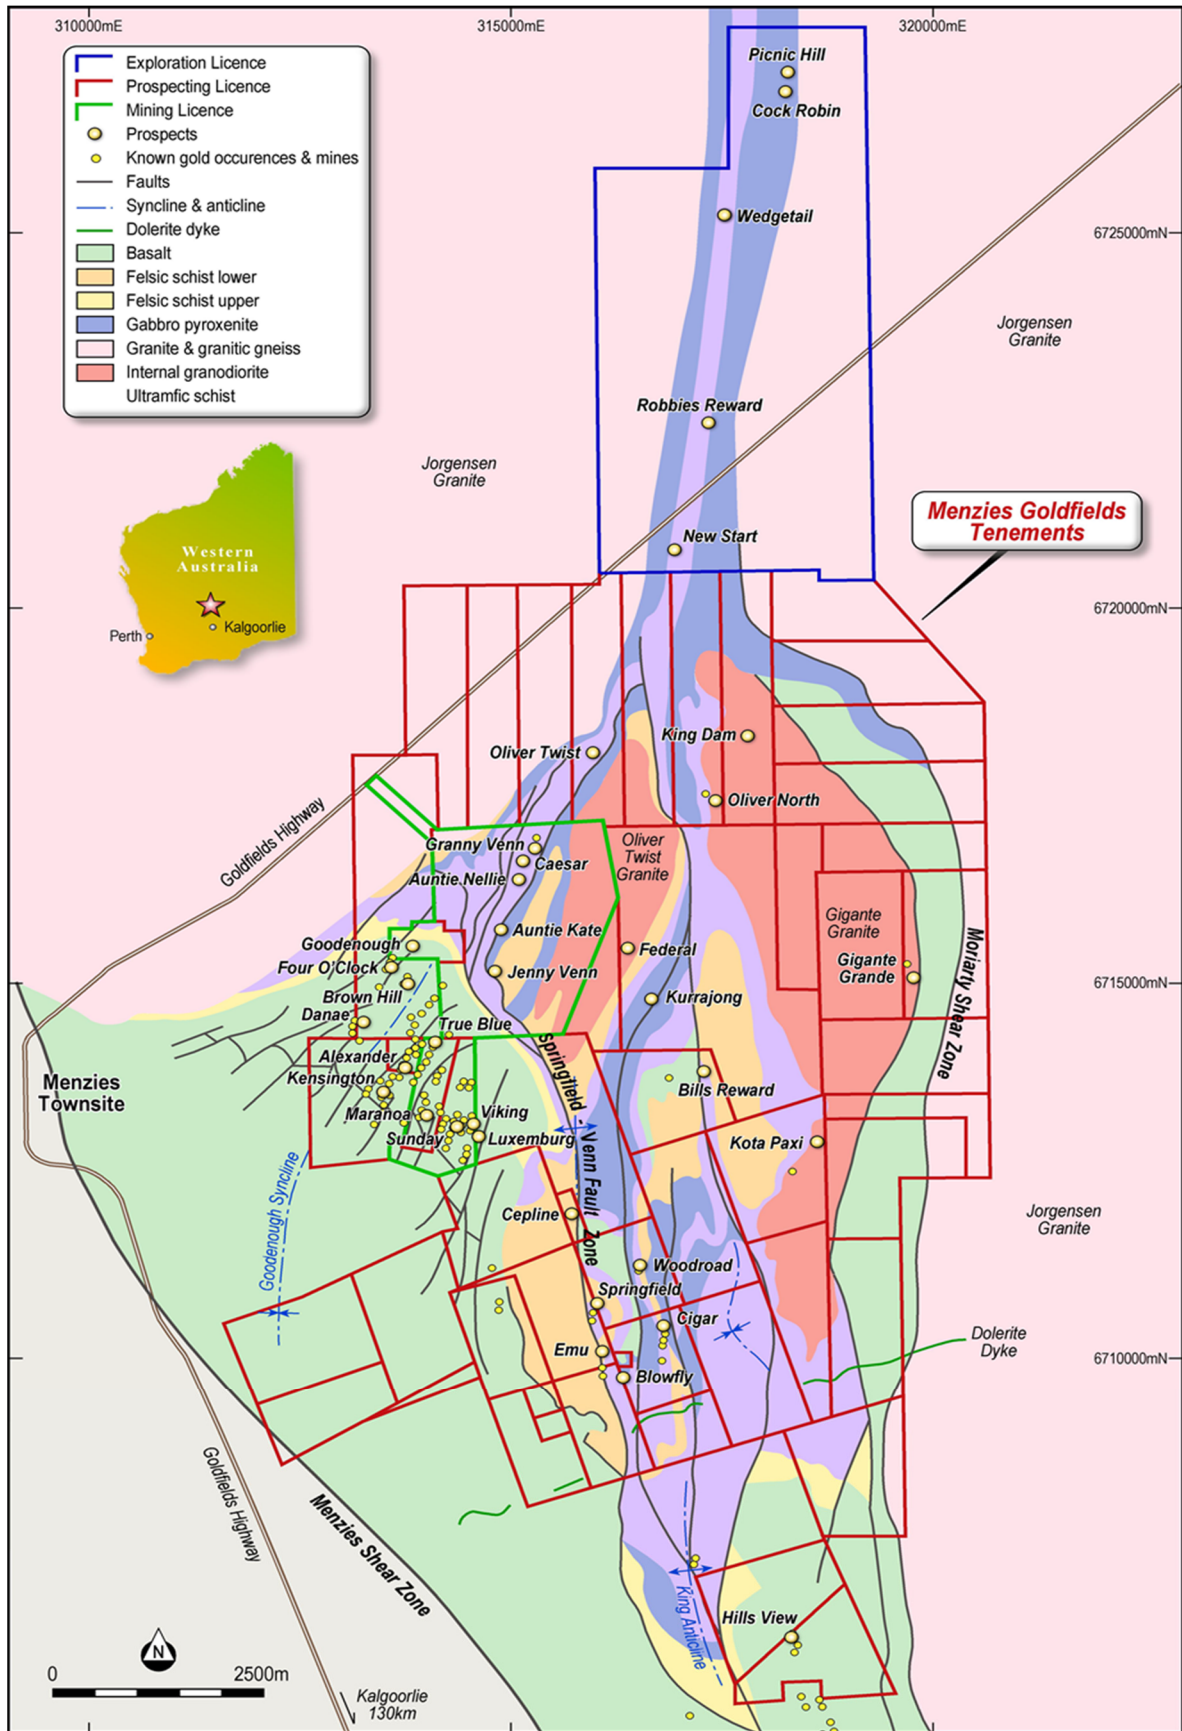 310000mE
315000mE
320000mE
Exploration Licence
Prospecting Licence
Mining Licence
Prospects
Known gold occurences & mines
Faults
Syncline & anticline
Dolerite dyke
Basalt
Felsic schist lower
Felsic schist upper
Gabbro pyroxenite
Granite & granitic gneiss
Internal granodiorite
Ultramfic schist
Picnic Hill
Cock Robin
Wedgetail
6725000mN
Jorgensen
Granite
Robbies Reward
Jorgensen
Granite
Menzies Goldfields
Tenements
New Start
Western
Australia
Perth
Kalgoorlie
6720000mN
King Dam
Oliver Twist
Oliver North
Goldfields Highway
Granny Venn
Caesar
Auntie Nellie
Oliver
Twist
Granite
Auntie Kate
Gigante
Granite
Goodenough
Federal
Four O'Clock
Jenny Venn
Gigante
Grande
6715000mN
Brown Hill
Kurrajong
Danae
True Blue
Moriarty Shear Zone
Alexander
Kensington
Menzies
Townsite
Springfield - Venn Fault Zone
Bills Reward
Maranoa
Viking
Sunday
Luxemburg
Kota Paxi
Goodenough Syncline
Cepline
Jorgensen
Granite
Woodroad
Springfield
Cigar
Emu
Blowfly
Dolerite
Dyke
6710000mN
Goldfields Highway
Menzies Shear Zone
King Anticline
Hills View
N
0
2500m
Kalgoorlie
130km